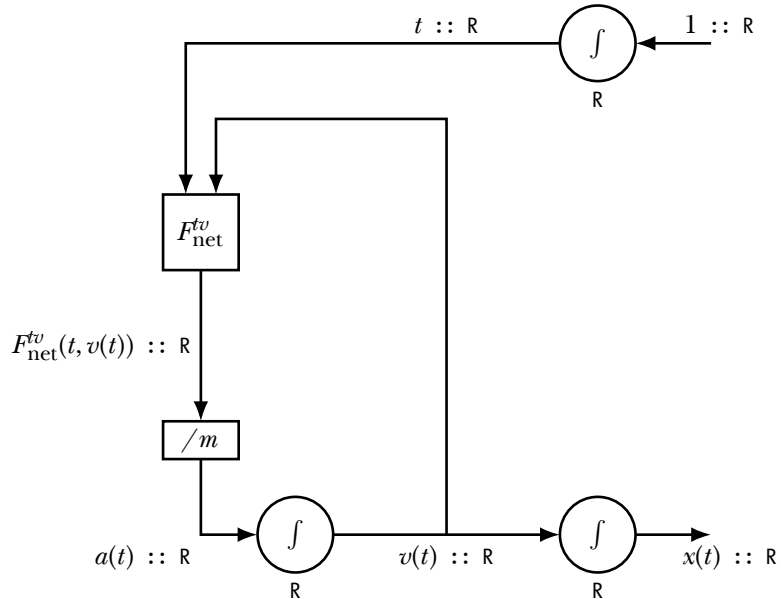 t :: R
∫
1 :: R
R
F^{tv}_{net}
F^{tv}_{net}(t, v(t)) :: R
/m
∫
∫
a(t) :: R
v(t) :: R
x(t) :: R
R
R